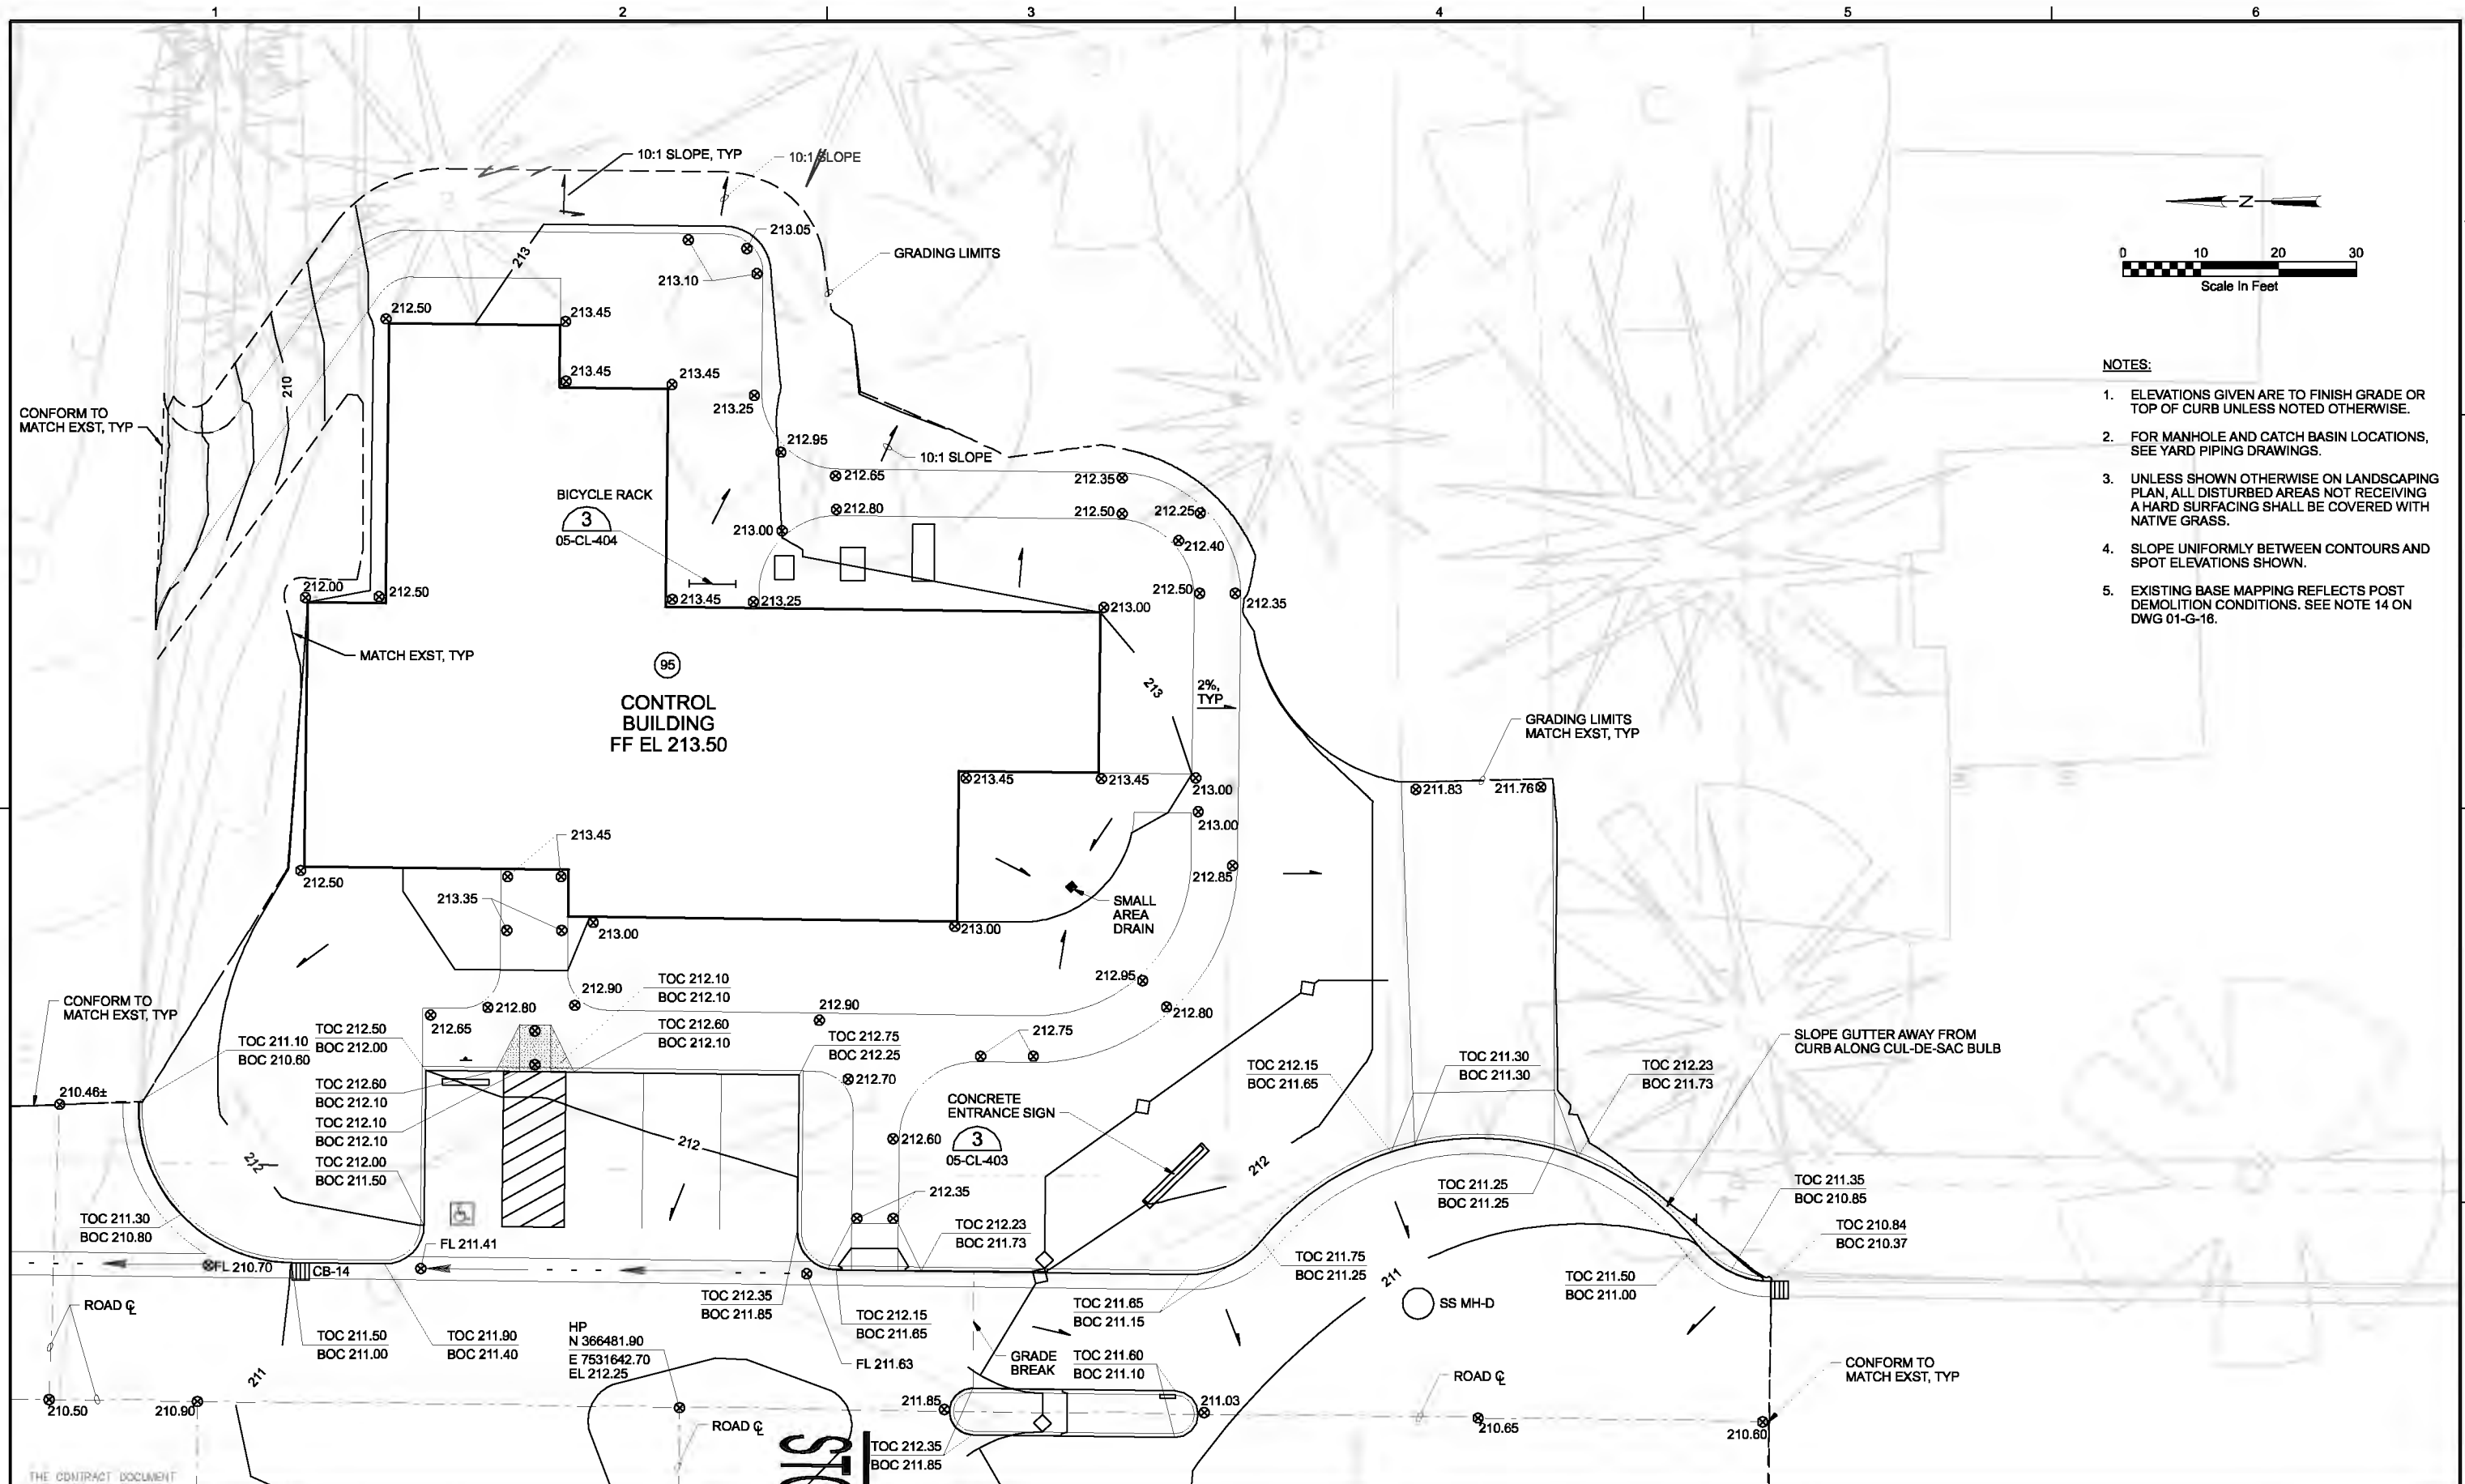 1
2
3
4
5
6
10:1 SLOPE, TYP
10:1 SLOPE
213.05
GRADING LIMITS
213
213.10
212.50
213.45
213.45
213.45
213.25
210
CONFORM TO
MATCH EXST, TYP
212.95
10:1 SLOPE
212.65
212.35
BICYCLE RACK
3
05-CL-404
212.80
212.50
212.25
213.00
212.40
212.00
212.50
213.45
213.25
213.00
212.50
212.35
MATCH EXST, TYP
95
CONTROL
BUILDING
FF EL 213.50
213
2%,
TYP
N
0
10
20
30
Scale In Feet
NOTES:
1. ELEVATIONS GIVEN ARE TO FINISH GRADE OR
TOP OF CURB UNLESS NOTED OTHERWISE.
2. FOR MANHOLE AND CATCH BASIN LOCATIONS,
SEE YARD PIPING DRAWINGS.
3. UNLESS SHOWN OTHERWISE ON LANDSCAPING
PLAN, ALL DISTURBED AREAS NOT RECEIVING
A HARD SURFACING SHALL BE COVERED WITH
NATIVE GRASS.
4. SLOPE UNIFORMLY BETWEEN CONTOURS AND
SPOT ELEVATIONS SHOWN.
5. EXISTING BASE MAPPING REFLECTS POST
DEMOLITION CONDITIONS. SEE NOTE 14 ON
DWG 01-G-16.
GRADING LIMITS
MATCH EXST, TYP
213.45
213.45
213.00
211.83
211.76
213.00
213.45
212.50
212.85
213.35
SMALL
AREA
DRAIN
213.00
213.00
212.95
212.90
TOC 212.10
BOC 212.10
212.90
212.80
212.80
212.65
CONFORM TO
MATCH EXST, TYP
TOC 211.10
BOC 210.60
TOC 212.50
BOC 212.00
TOC 212.60
BOC 212.10
TOC 212.75
BOC 212.25
212.75
SLOPE GUTTER AWAY FROM
CURB ALONG CUL-DE-SAC BULB
TOC 212.15
BOC 211.65
TOC 211.30
BOC 211.30
TOC 212.23
BOC 211.73
210.46±
TOC 212.60
BOC 212.10
212.70
CONCRETE
ENTRANCE SIGN
3
05-CL-403
TOC 212.10
BOC 212.10
212.60
212
212
TOC 212.00
BOC 211.50
212
TOC 211.25
BOC 211.25
TOC 211.35
BOC 210.85
212.35
TOC 211.30
BOC 210.80
TOC 212.23
BOC 211.73
TOC 210.84
BOC 210.37
FL 211.41
FL 210.70
CB-14
TOC 211.75
BOC 211.25
211
TOC 211.50
BOC 211.00
ROAD CL
TOC 212.35
BOC 211.85
TOC 212.15
BOC 211.65
TOC 211.65
BOC 211.15
SS MH-D
TOC 211.50
BOC 211.00
TOC 211.90
BOC 211.40
HP
N 366481.90
E 7531642.70
EL 212.25
FL 211.63
GRADE
BREAK
TOC 211.60
BOC 211.10
211
ROAD CL
CONFORM TO
MATCH EXST, TYP
210.50
210.90
211.85
211.03
210.65
210.60
ROAD CL
TOC 212.35
BOC 211.85
THE CONTRACT DOCUMENT